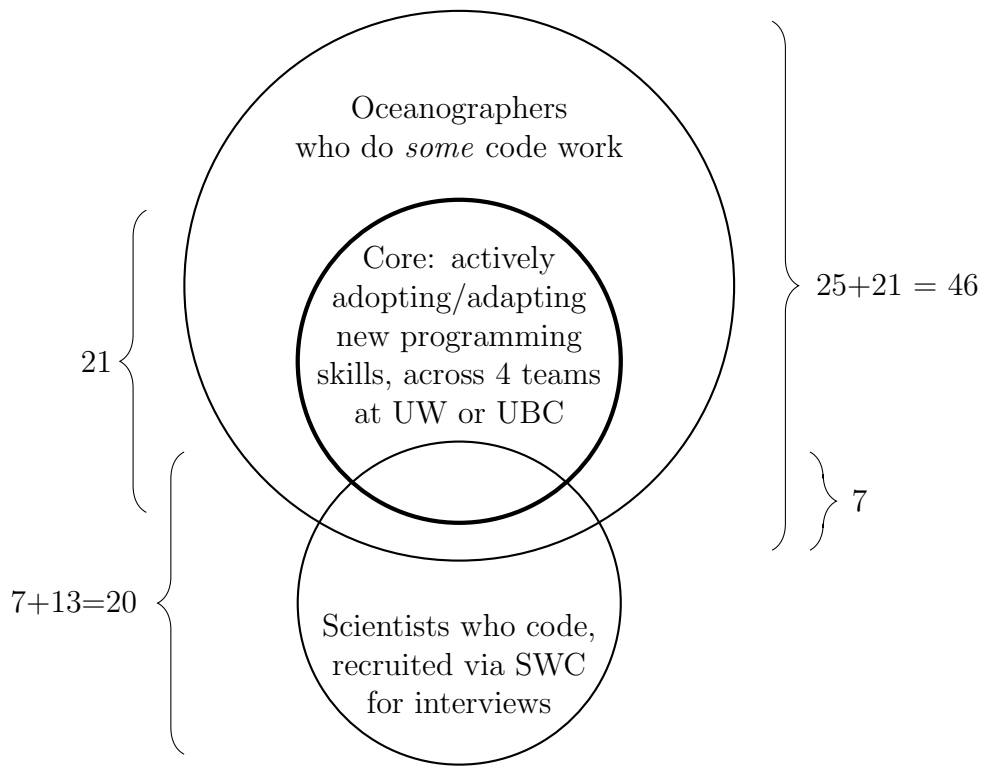 Oceanographers
who do some code work
Core: actively
adopting/adapting
new programming
skills, across 4 teams
at UW or UBC
21
25+21 = 46
7
7+13=20
Scientists who code,
recruited via SWC
for interviews